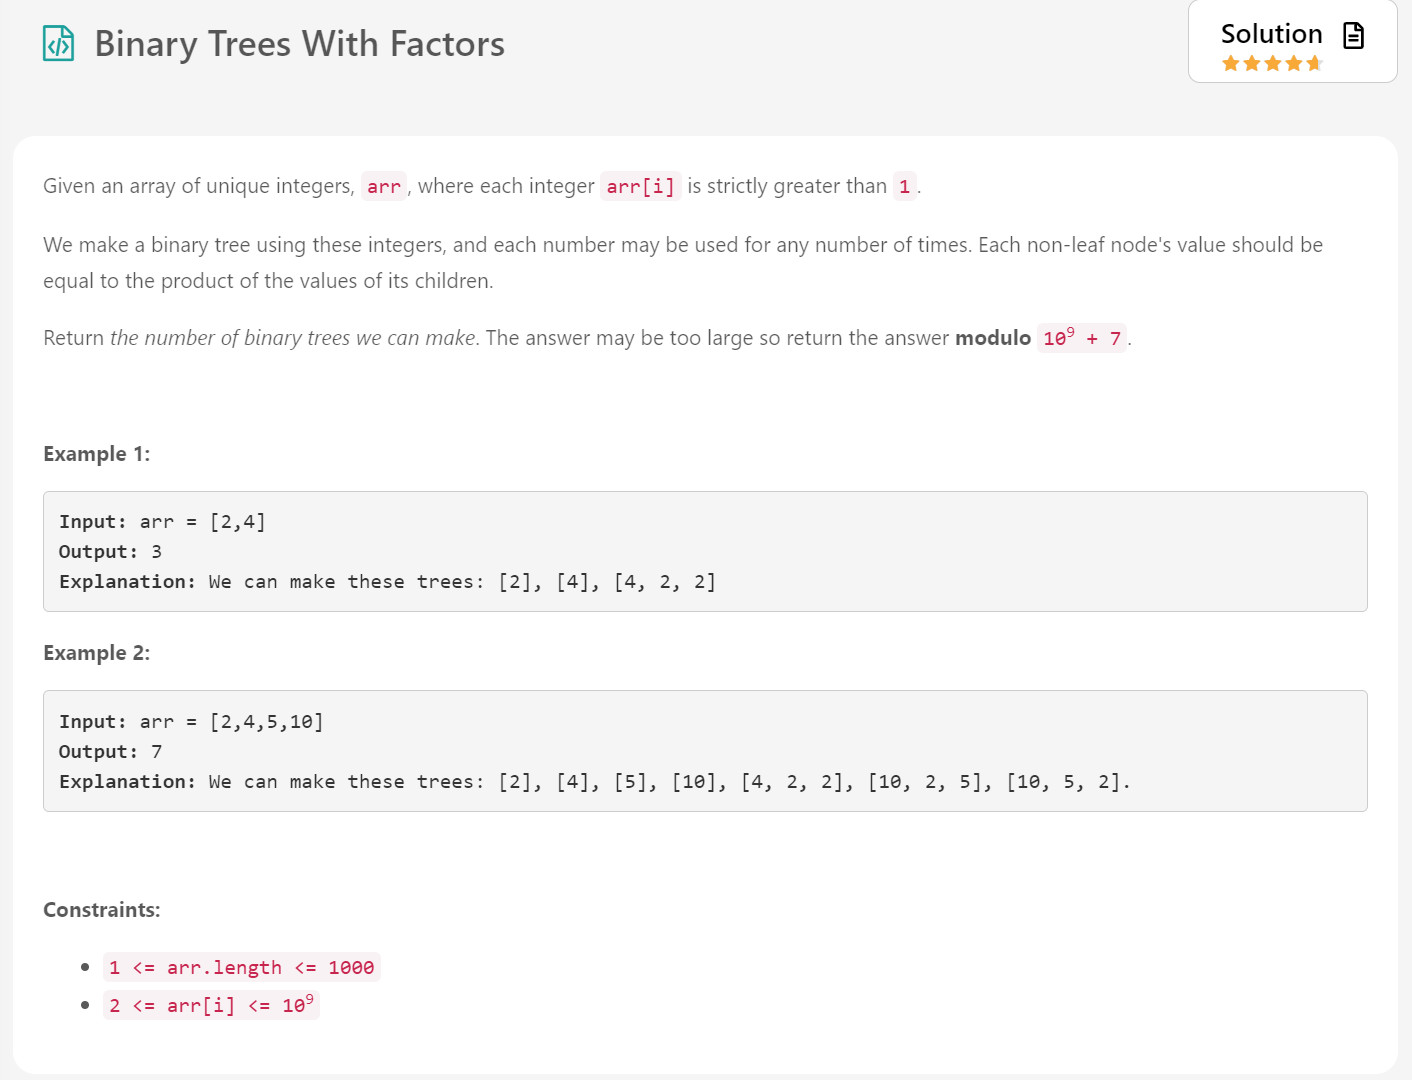 Binary Trees With Factors
Solution
Given an array of unique integers, arr, where each integer arr[i] is strictly greater than 1.
We make a binary tree using these integers, and each number may be used for any number of times. Each non-leaf node's value should be
equal to the product of the values of its children.
Return the number of binary trees we can make. The answer may be too large so return the answer modulo 10⁹ + 7.
Example 1:
Input: arr = [2,4]
Output: 3
Explanation: We can make these trees: [2], [4], [4, 2, 2]
Example 2:
Input: arr = [2,4,5,10]
Output: 7
Explanation: We can make these trees: [2], [4], [5], [10], [4, 2, 2], [10, 2, 5], [10, 5, 2].
Constraints:
1 <= arr.length <= 1000
2 <= arr[i] <= 10⁹